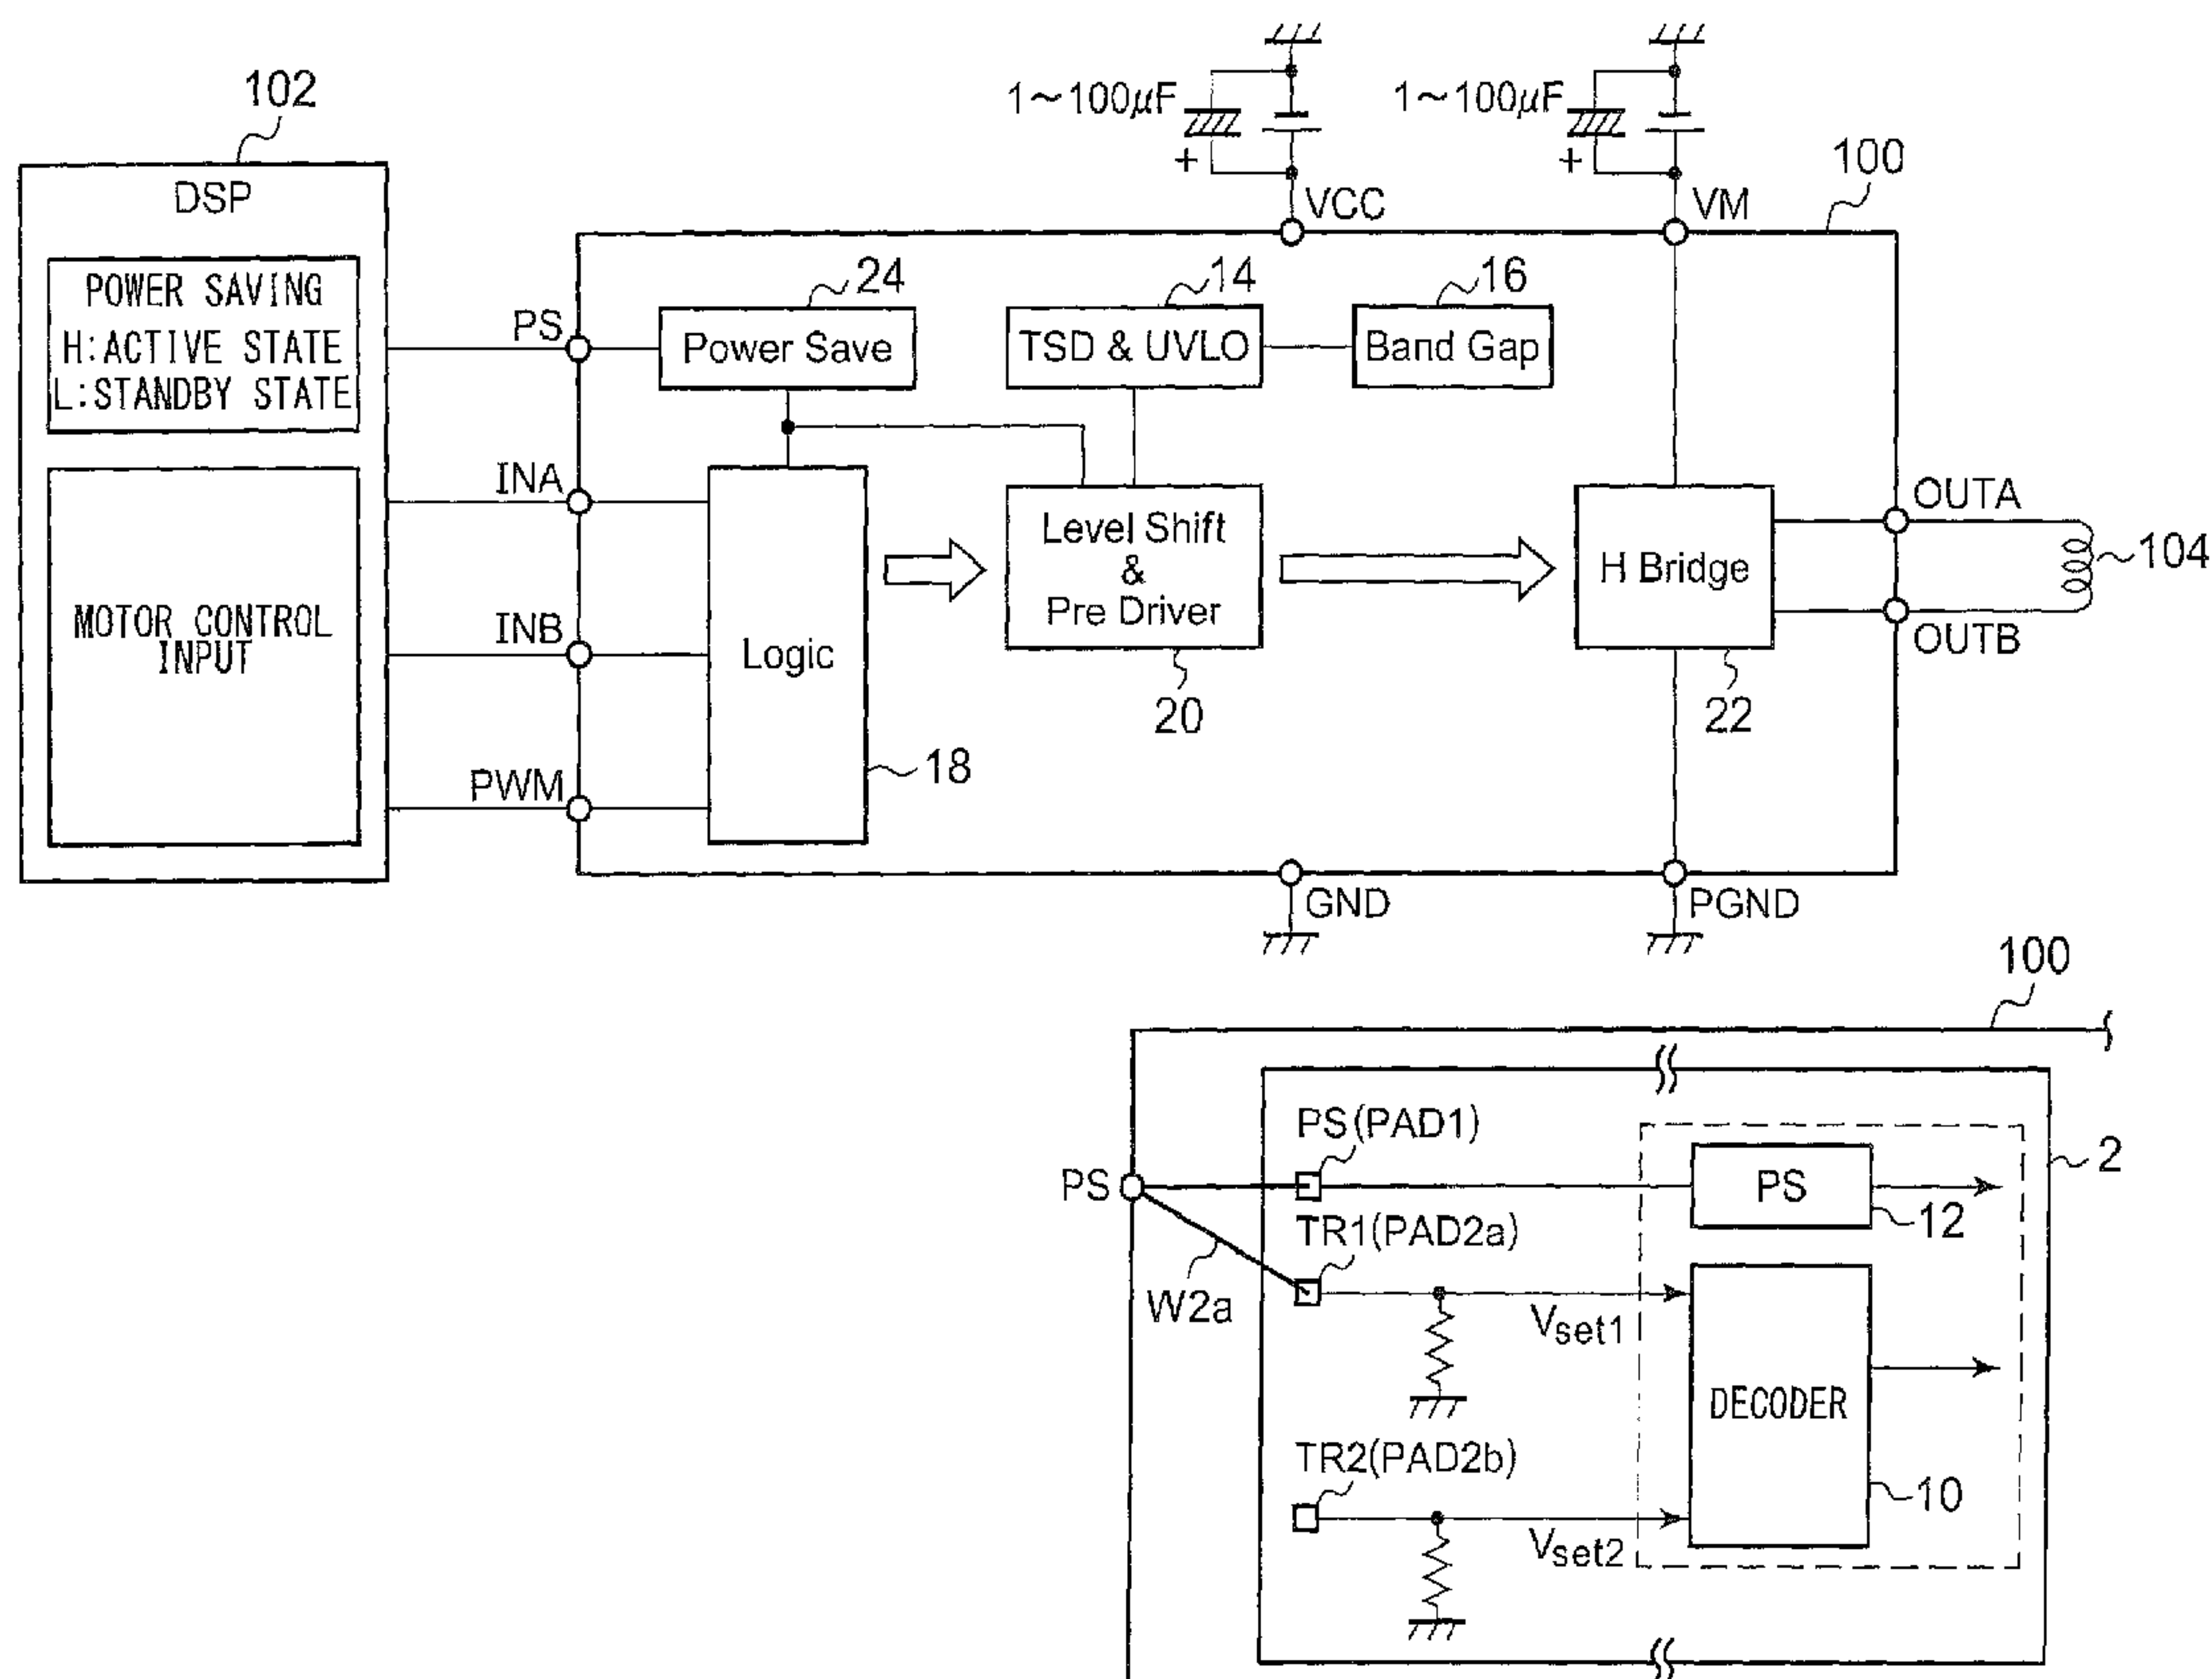 102
DSP
POWER SAVING
H:ACTIVE STATE
L:STANDBY STATE
MOTOR CONTROL
INPUT
1~100μF
+
1~100μF
+
VCC
VM
100
PS
24
Power Save
14
TSD & UVLO
16
Band Gap
INA
INB
PWM
Logic
18
Level Shift
&
Pre Driver
20
H Bridge
22
OUTA
OUTB
104
GND
PGND
100
PS
PS(PAD1)
PS
12
2
TR1(PAD2a)
W2a
Vset1
DECODER
10
TR2(PAD2b)
Vset2